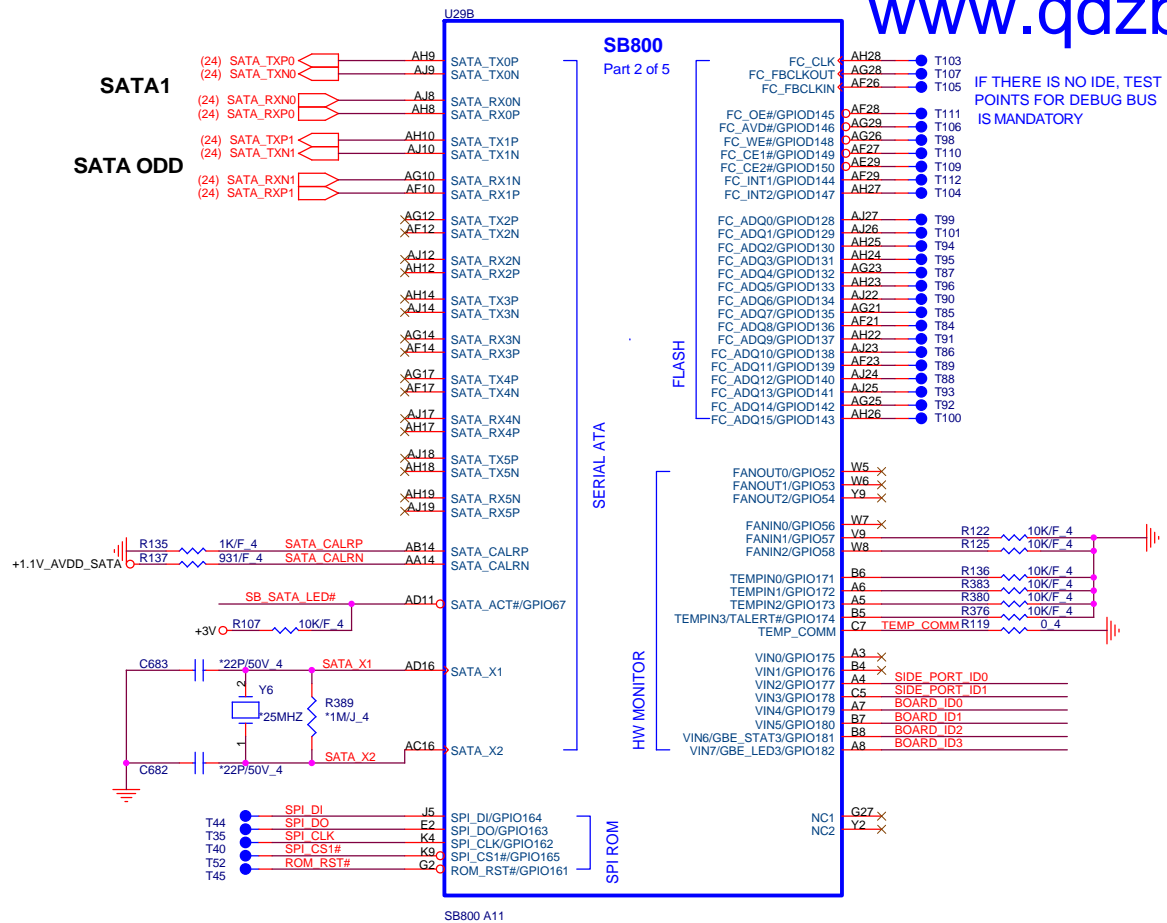 www.qdzb
U29B
SB800
Part 2 of 5
SATA1
SATA ODD
(24) SATA_TXP0 AH9 SATA_TX0P
(24) SATA_TXN0 AJ9 SATA_TX0N
(24) SATA_RXN0 AJ8 SATA_RX0N
(24) SATA_RXP0 AH8 SATA_RX0P
(24) SATA_TXP1 AH10 SATA_TX1P
(24) SATA_TXN1 AJ10 SATA_TX1N
(24) SATA_RXN1 AG10 SATA_RX1N
(24) SATA_RXP1 AF10 SATA_RX1P
AG12 SATA_TX2P
AF12 SATA_TX2N
AJ12 SATA_RX2N
AH12 SATA_RX2P
AH14 SATA_TX3P
AJ14 SATA_TX3N
AG14 SATA_RX3N
AF14 SATA_RX3P
AG17 SATA_TX4P
AF17 SATA_TX4N
AJ17 SATA_RX4N
AH17 SATA_RX4P
AJ18 SATA_TX5P
AH18 SATA_TX5N
AH19 SATA_RX5N
AJ19 SATA_RX5P
R135 1K/F_4 SATA_CALRP AB14 SATA_CALRP
+1.1V_AVDD_SATA R137 931/F_4 SATA_CALRN AA14 SATA_CALRN
SB_SATA_LED# AD11 SATA_ACT#/GPIO67
+3V R107 10K/F_4
C683 *22P/50V_4 SATA_X1 AD16 SATA_X1
2 Y6
*25MHZ
1
R389
*1M/J_4
C682 *22P/50V_4 SATA_X2 AC16 SATA_X2
T44 SPI_DI J5 SPI_DI/GPIO164
T35 SPI_DO E2 SPI_DO/GPIO163
T40 SPI_CLK K4 SPI_CLK/GPIO162
T52 SPI_CS1# K9 SPI_CS1#/GPIO165
T45 ROM_RST# G2 ROM_RST#/GPIO161
SERIAL ATA
SPI ROM
FLASH
HW MONITOR
FC_CLK AH28 T103
FC_FBCLKOUT AG28 T107
FC_FBCLKIN AF26 T105
IF THERE IS NO IDE, TEST
POINTS FOR DEBUG BUS
IS MANDATORY
FC_OE#/GPIOD145 AF28 T111
FC_AVD#/GPIOD146 AG29 T106
FC_WE#/GPIOD148 AG26 T98
FC_CE1#/GPIOD149 AF27 T110
FC_CE2#/GPIOD150 AE29 T109
FC_INT1/GPIOD144 AF29 T112
FC_INT2/GPIOD147 AH27 T104
FC_ADQ0/GPIOD128 AJ27 T99
FC_ADQ1/GPIOD129 AJ26 T101
FC_ADQ2/GPIOD130 AH25 T94
FC_ADQ3/GPIOD131 AH24 T95
FC_ADQ4/GPIOD132 AG23 T87
FC_ADQ5/GPIOD133 AH23 T96
FC_ADQ6/GPIOD134 AJ22 T90
FC_ADQ7/GPIOD135 AG21 T85
FC_ADQ8/GPIOD136 AF21 T84
FC_ADQ9/GPIOD137 AH22 T91
FC_ADQ10/GPIOD138 AJ23 T86
FC_ADQ11/GPIOD139 AF23 T89
FC_ADQ12/GPIOD140 AJ24 T88
FC_ADQ13/GPIOD141 AJ25 T93
FC_ADQ14/GPIOD142 AG25 T92
FC_ADQ15/GPIOD143 AH26 T100
FANOUT0/GPIO52 W5
FANOUT1/GPIO53 W6
FANOUT2/GPIO54 Y9
FANIN0/GPIO56 W7
FANIN1/GPIO57 V9 R122 10K/F_4
FANIN2/GPIO58 W8 R125 10K/F_4
TEMPIN0/GPIO171 B6 R136 10K/F_4
TEMPIN1/GPIO172 A6 R383 10K/F_4
TEMPIN2/GPIO173 A5 R380 10K/F_4
TEMPIN3/TALERT#/GPIO174 B5 R376 10K/F_4
TEMP_COMM C7 TEMP_COMM R119 0_4
VIN0/GPIO175 A3
VIN1/GPIO176 B4
VIN2/GPIO177 A4 SIDE_PORT_ID0
VIN3/GPIO178 C5 SIDE_PORT_ID1
VIN4/GPIO179 A7 BOARD_ID0
VIN5/GPIO180 B7 BOARD_ID1
VIN6/GBE_STAT3/GPIO181 B8 BOARD_ID2
VIN7/GBE_LED3/GPIO182 A8 BOARD_ID3
NC1 G27
NC2 Y2
SB800 A11